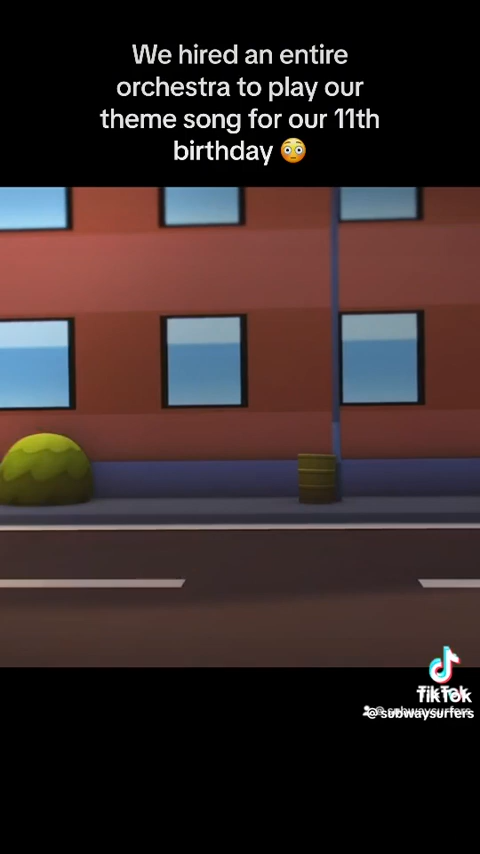 We hired an entire
orchestra to play our
theme song for our 11th
birthday 😳
TikTok
@subwaysurfers